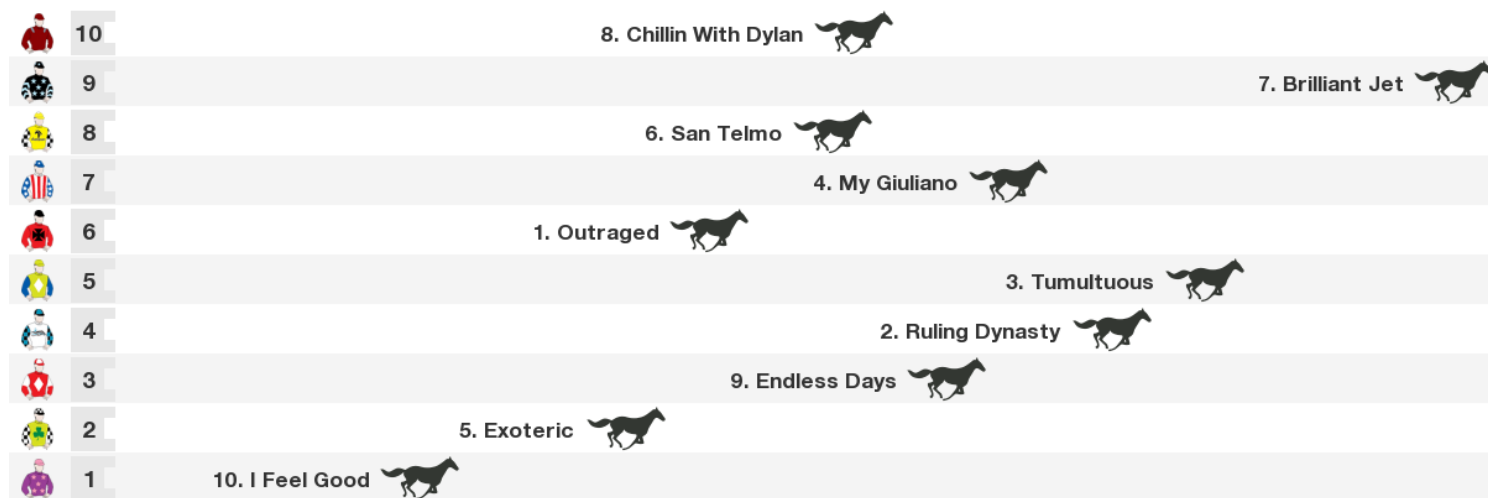 10 8. Chillin With Dylan
9 7. Brilliant Jet
8 6. San Telmo
7 4. My Giuliano
6 1. Outraged
5 3. Tumultuous
4 2. Ruling Dynasty
3 9. Endless Days
2 5. Exoteric
1 10. I Feel Good